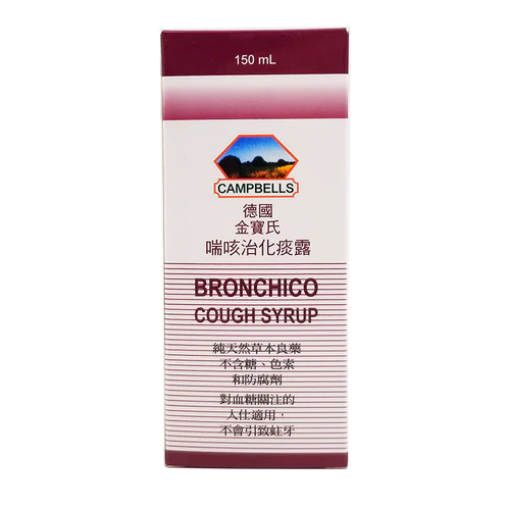 150 mL
CAMPBELLS
德國
金寶氏
喘咳治化痰露
BRONCHICO
COUGH SYRUP
純天然草本良藥
不含糖、色素
和防腐劑
對血糖關注的
人仕適用，
不會引致蛀牙